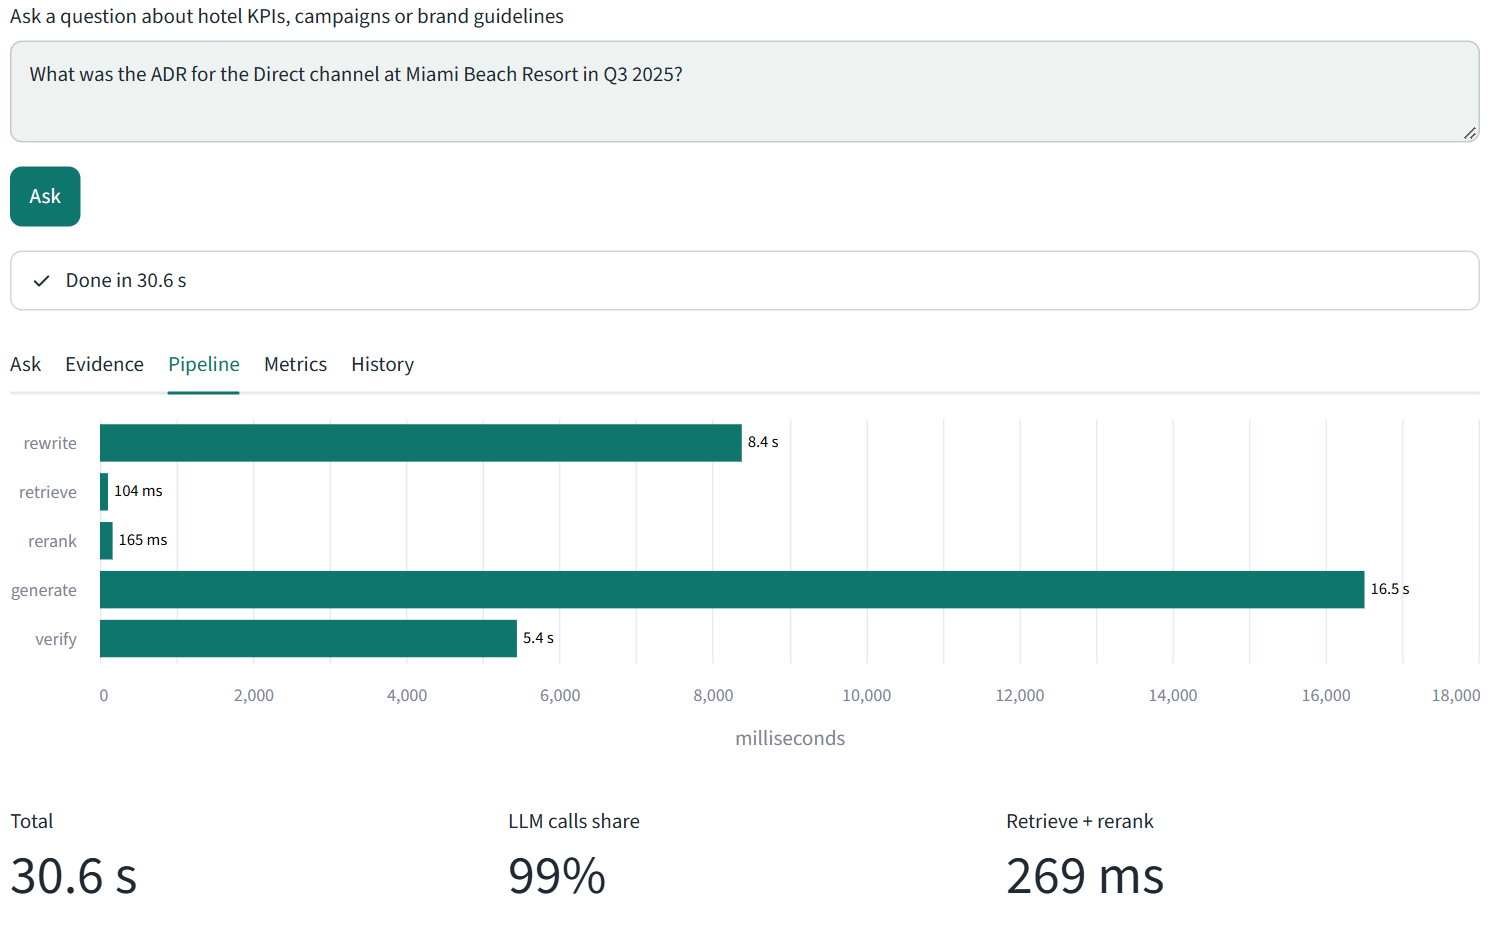 Ask a question about hotel KPIs, campaigns or brand guidelines
What was the ADR for the Direct channel at Miami Beach Resort in Q3 2025?
Ask
Done in 30.6 s
Ask Evidence Pipeline Metrics History
rewrite 8.4 s
retrieve 104 ms
rerank 165 ms
generate 16.5 s
verify 5.4 s
0 2,000 4,000 6,000 8,000 10,000 12,000 14,000 16,000 18,000
milliseconds
Total LLM calls share Retrieve + rerank
30.6 s 99% 269 ms